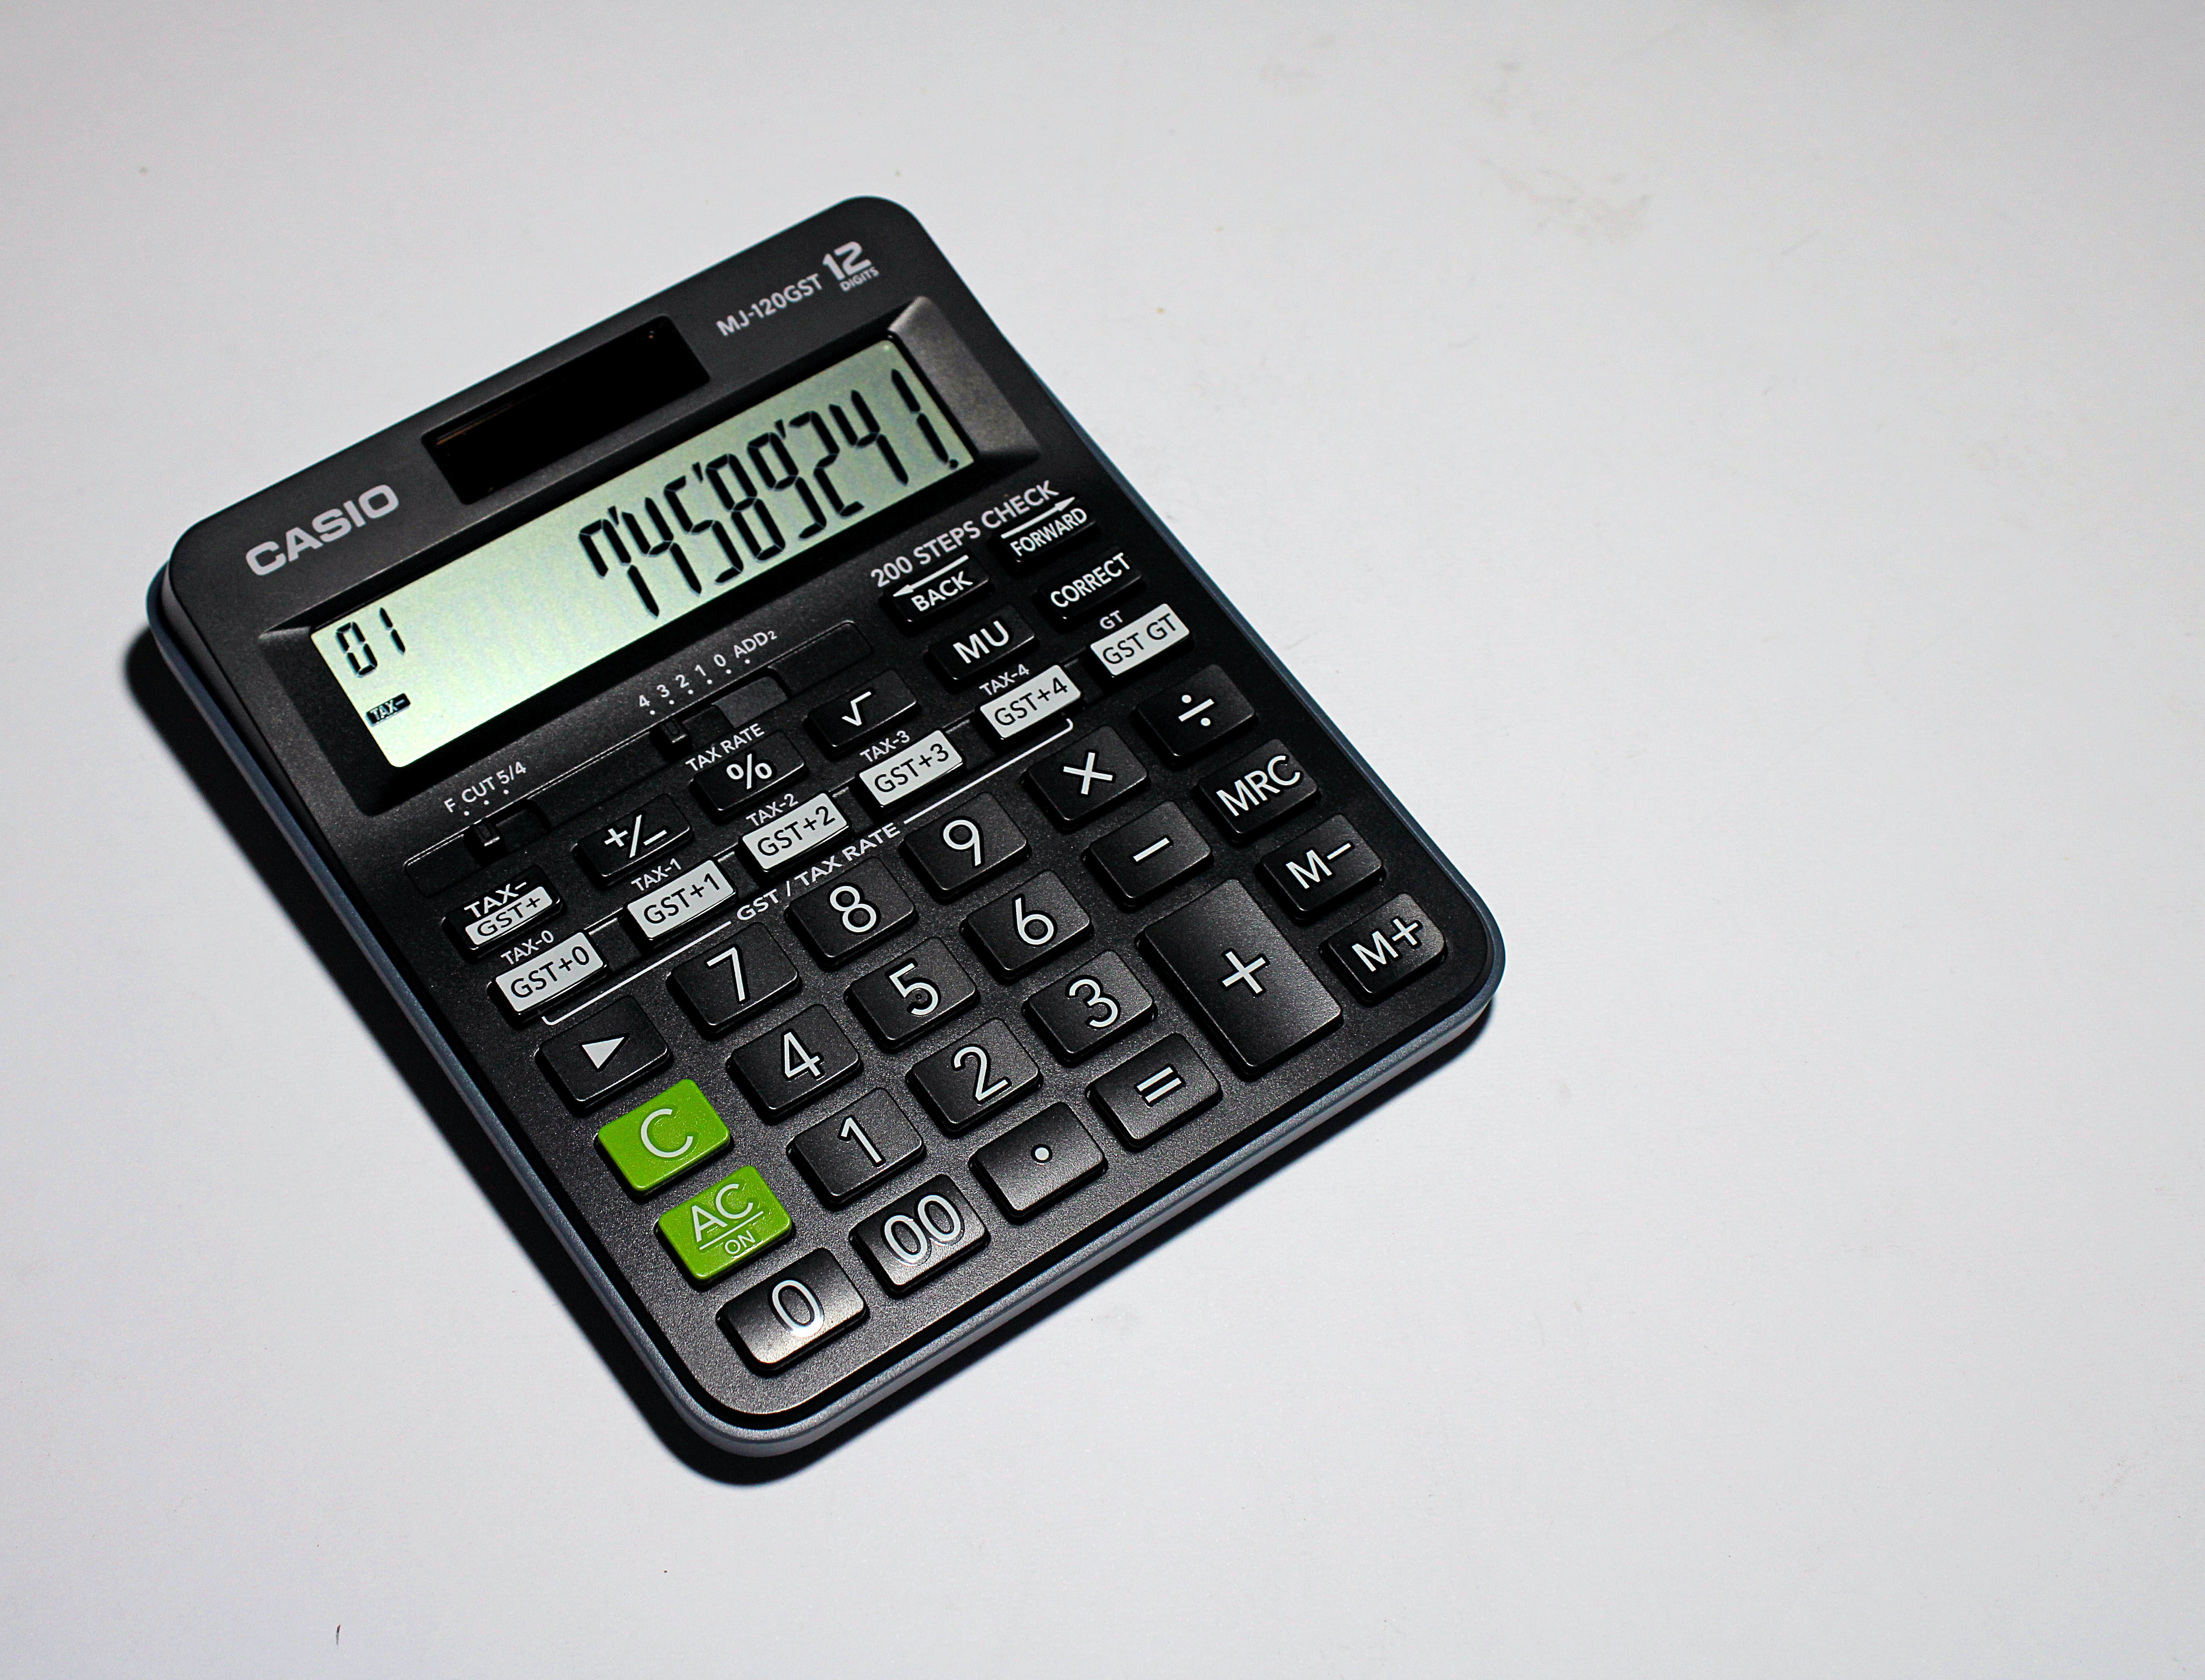 CASIO
MJ-120GST
12
DIGITS
01 7'45'89'241.
TAX−
200 STEPS CHECK
F CUT 5/4
4 3 2 1 0 ADD₂
BACK FORWARD
TAX RATE
TAX− +/− % √ MU CORRECT
GST+
TAX-0 TAX-1 TAX-2 TAX-3 TAX-4 GT
GST+0 GST+1 GST+2 GST+3 GST+4 GST GT
GST / TAX RATE
▶ 7 8 9 × ÷
C 4 5 6 − MRC
AC 1 2 3 + M−
ON
0 00 · = M+